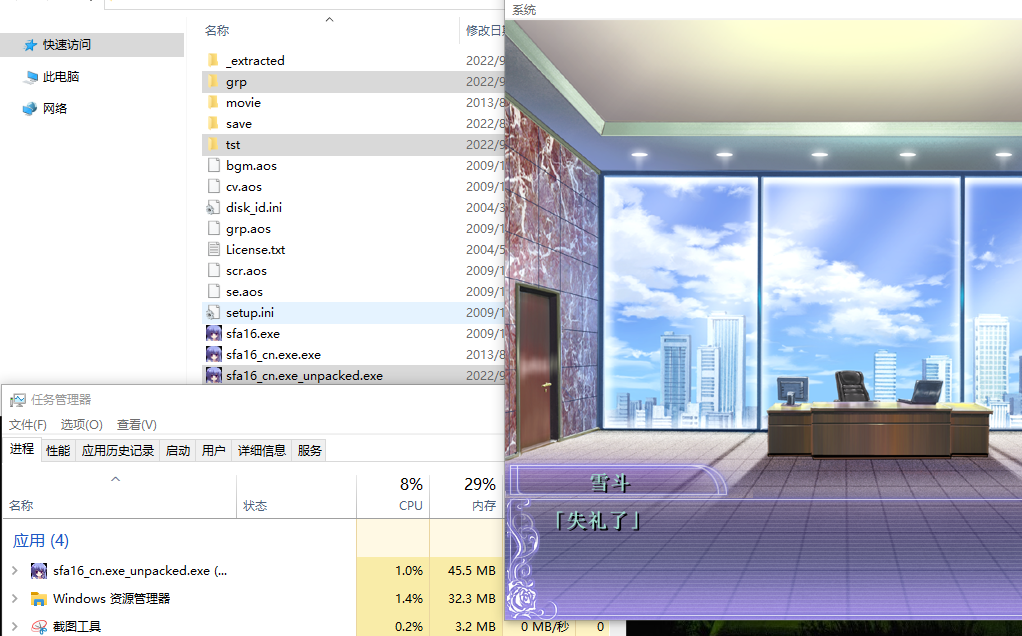 快速访问
此电脑
网络
名称
修改日
_extracted
2022/9
grp
2022/9
movie
2013/8
save
2022/8
tst
2022/9
bgm.aos
2009/1
cv.aos
2009/1
disk_id.ini
2004/3
grp.aos
2009/1
License.txt
2004/5
scr.aos
2009/1
se.aos
2009/1
setup.ini
2009/1
sfa16.exe
2009/1
sfa16_cn.exe.exe
2013/8
sfa16_cn.exe_unpacked.exe
2022/9
任务管理器
文件(F) 选项(O) 查看(V)
进程 性能 应用历史记录 启动 用户 详细信息 服务
8% 29%
名称 状态 CPU 内存
应用 (4)
sfa16_cn.exe_unpacked.exe (... 1.0% 45.5 MB
Windows 资源管理器 1.4% 32.3 MB
截图工具 0.2% 3.2 MB 0 MB/秒 0
系统
雪斗
「失礼了」